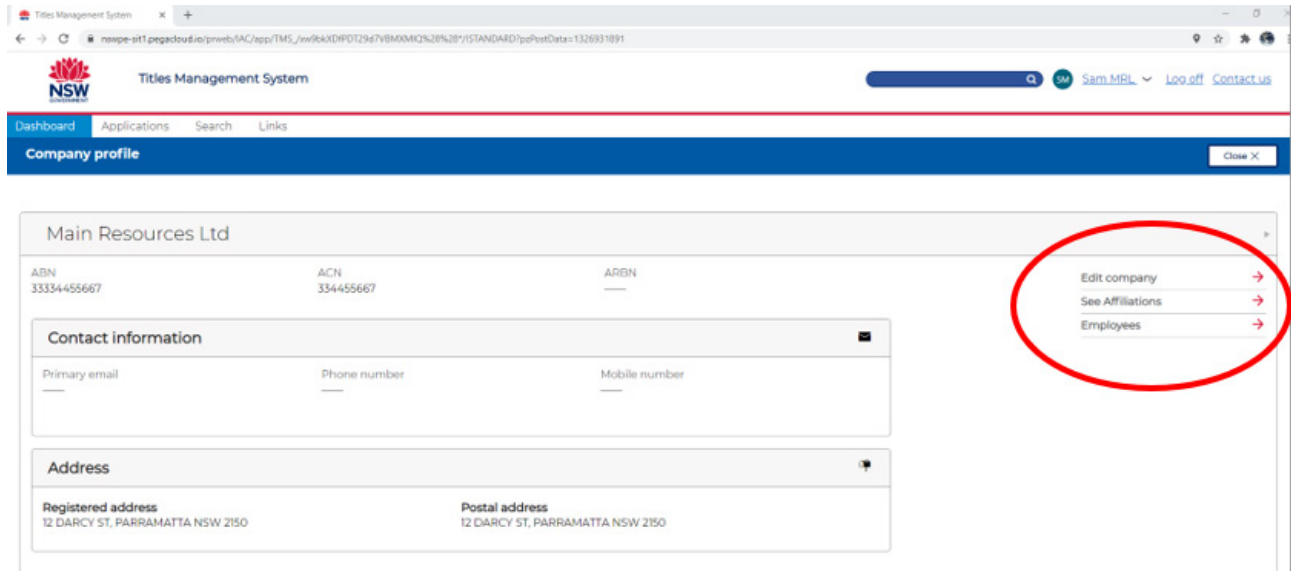 Titles Management System
NSW
GOVERNMENT
Titles Management System
SM Sam MRL Log off Contact us
Dashboard Applications Search Links
Company profile Close X
Main Resources Ltd
ABN ACN ARBN
33334455667 334455667 ——
Edit company
See Affiliations
Employees
Contact information
Primary email Phone number Mobile number
—— —— ——
Address
Registered address Postal address
12 DARCY ST, PARRAMATTA NSW 2150 12 DARCY ST, PARRAMATTA NSW 2150